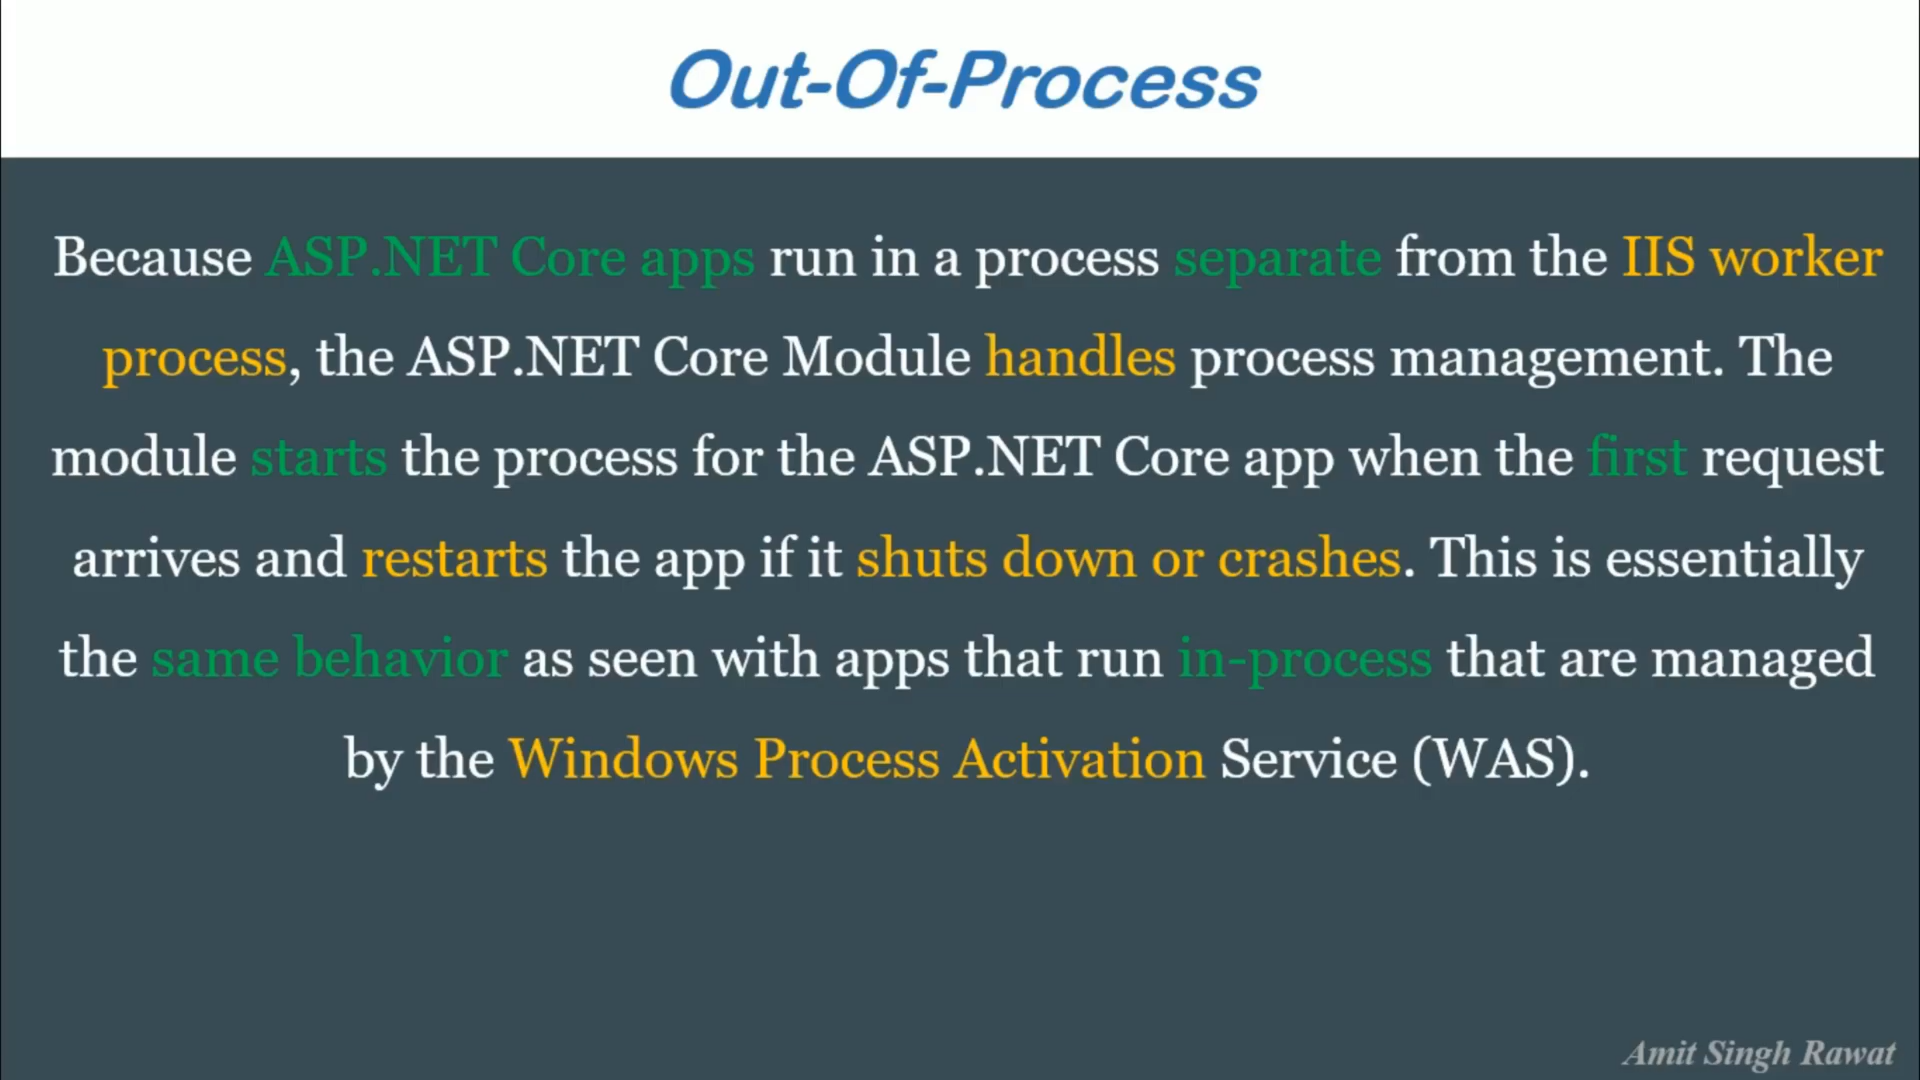 Out-Of-Process
Because ASP.NET Core apps run in a process separate from the IIS worker
process, the ASP.NET Core Module handles process management. The
module starts the process for the ASP.NET Core app when the first request
arrives and restarts the app if it shuts down or crashes. This is essentially
the same behavior as seen with apps that run in-process that are managed
by the Windows Process Activation Service (WAS).
Amit Singh Rawat